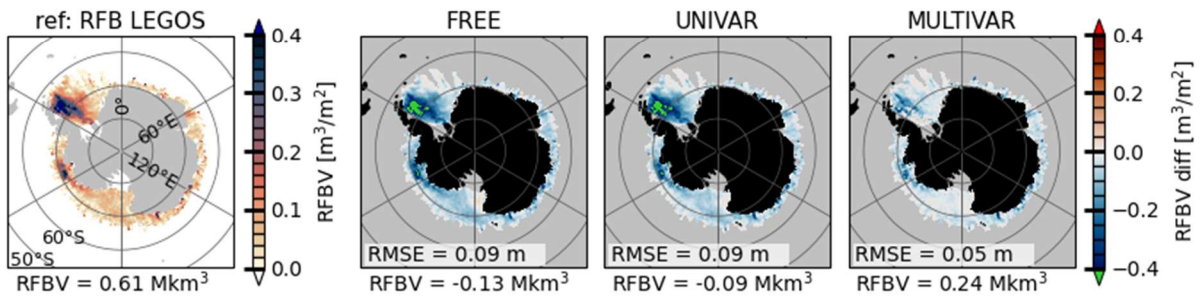 ref: RFB LEGOS
0°
60°E
120°E
60°S
50°S
RFBV = 0.61 Mkm³
0.4
0.3
0.2
0.1
0.0
RFBV [m³/m²]
FREE
RMSE = 0.09 m
RFBV = -0.13 Mkm³
UNIVAR
RMSE = 0.09 m
RFBV = -0.09 Mkm³
MULTIVAR
RMSE = 0.05 m
RFBV = 0.24 Mkm³
0.4
0.2
0.0
−0.2
−0.4
RFBV diff [m³/m²]